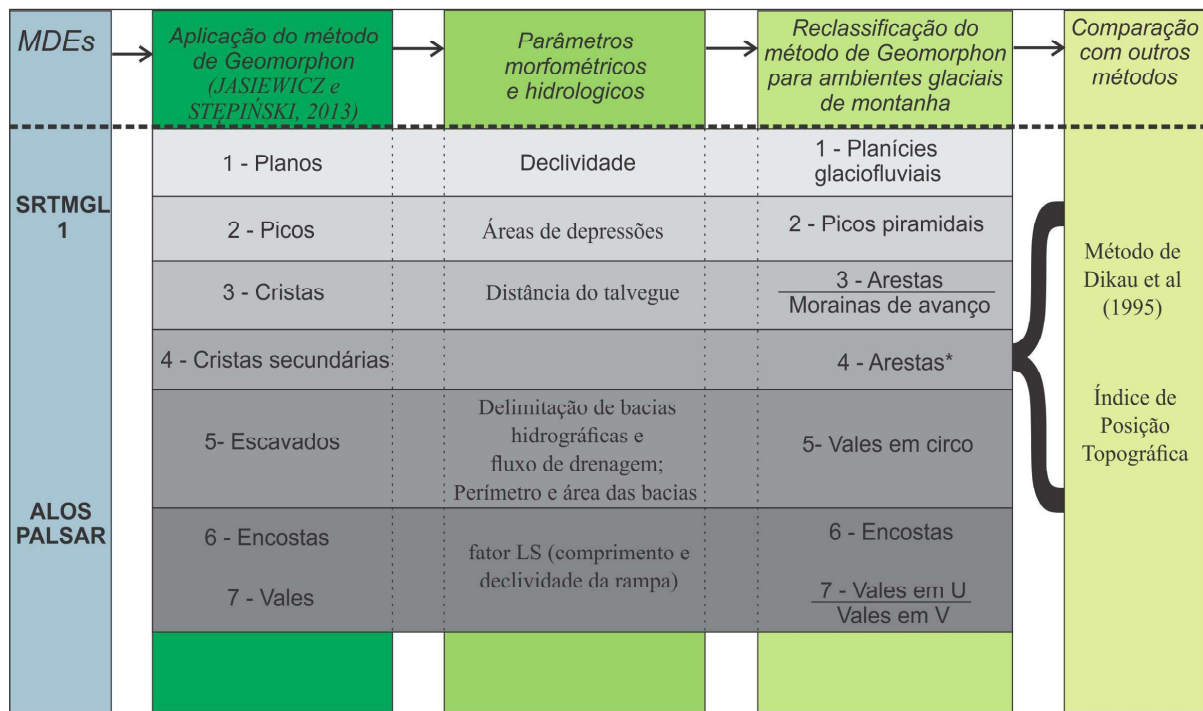 MDEs
Aplicação do método
de Geomorphon
(JASIEWICZ e
STĘPIŃSKI, 2013)
Parâmetros
morfométricos
e hidrologicos
Reclassificação do
método de Geomorphon
para ambientes glaciais
de montanha
Comparação
com outros
métodos
SRTMGL
1
ALOS
PALSAR
1 - Planos
Declividade
1 - Planícies
glaciofluviais
2 - Picos
Áreas de depressões
2 - Picos piramidais
3 - Cristas
Distância do talvegue
3 - Arestas
Morainas de avanço
4 - Cristas secundárias
4 - Arestas*
5- Escavados
Delimitação de bacias
hidrográficas e
fluxo de drenagem;
Perímetro e área das bacias
5- Vales em circo
6 - Encostas
7 - Vales
fator LS (comprimento e
declividade da rampa)
6 - Encostas
7 - Vales em U
Vales em V
Método de
Dikau et al
(1995)
Índice de
Posição
Topográfica